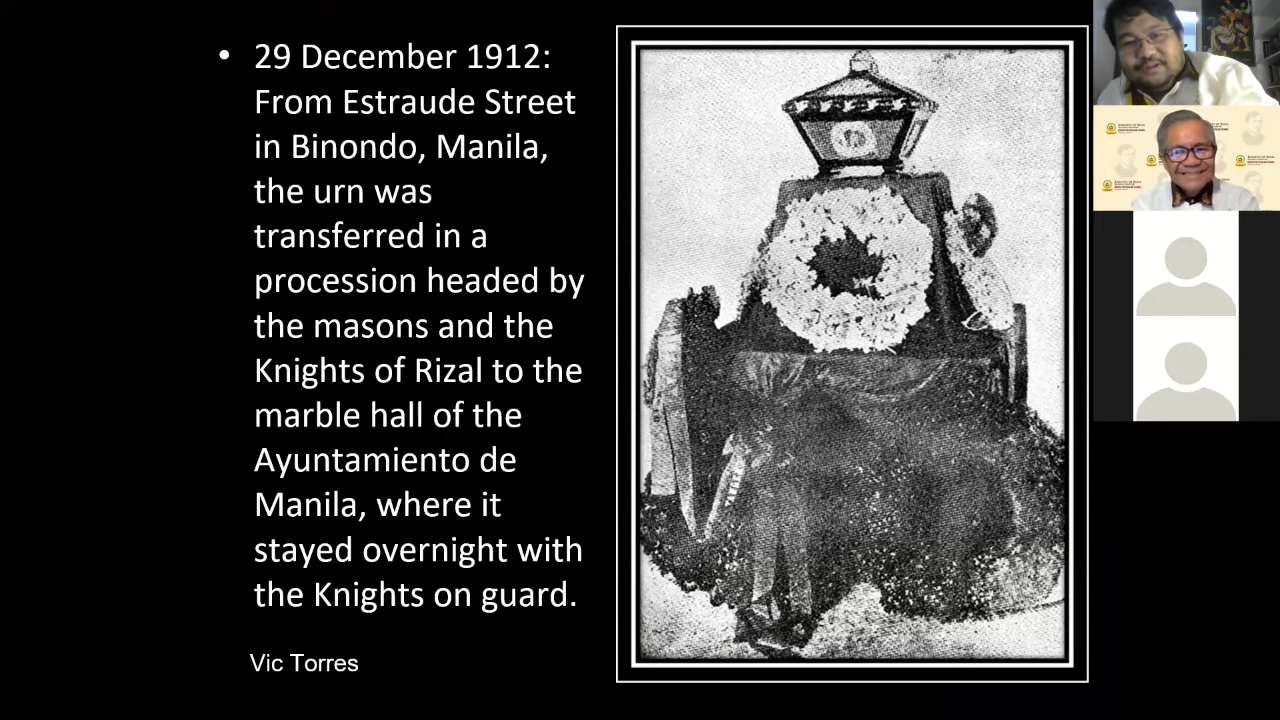 • 29 December 1912:
From Estraude Street
in Binondo, Manila,
the urn was
transferred in a
procession headed by
the masons and the
Knights of Rizal to the
marble hall of the
Ayuntamiento de
Manila, where it
stayed overnight with
the Knights on guard.
Vic Torres